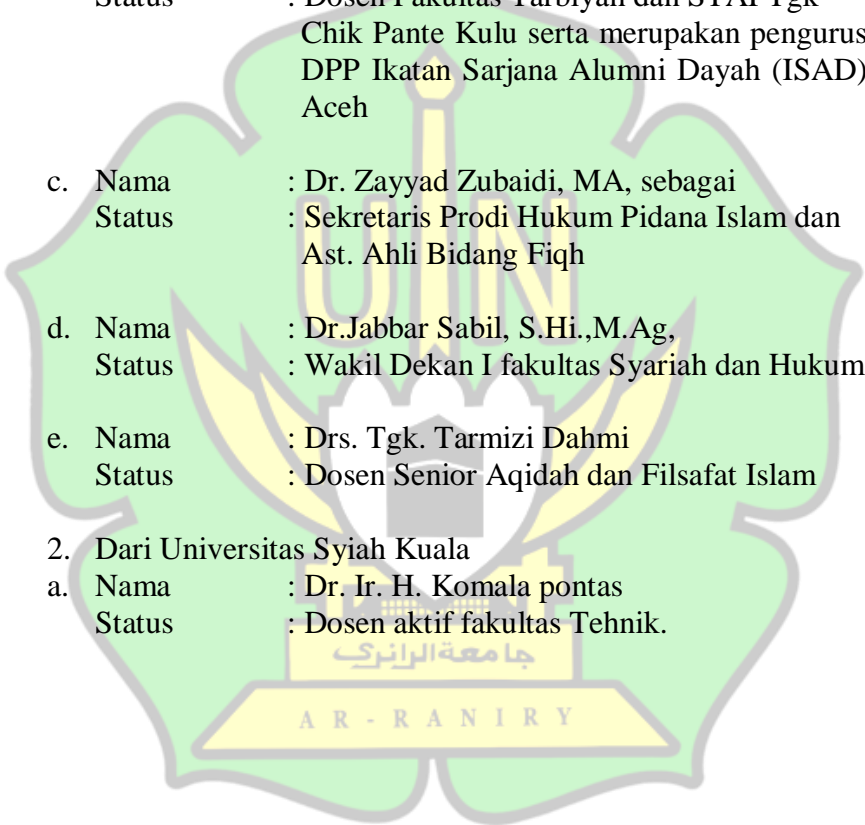 Status : Dosen Fakultas Tarbiyah dan STAI Tgk
Chik Pante Kulu serta merupakan pengurus
DPP Ikatan Sarjana Alumni Dayah (ISAD)
Aceh
c. Nama : Dr. Zayyad Zubaidi, MA, sebagai
Status : Sekretaris Prodi Hukum Pidana Islam dan
Ast. Ahli Bidang Fiqh
d. Nama : Dr.Jabbar Sabil, S.Hi.,M.Ag,
Status : Wakil Dekan I fakultas Syariah dan Hukum
e. Nama : Drs. Tgk. Tarmizi Dahmi
Status : Dosen Senior Aqidah dan Filsafat Islam
2. Dari Universitas Syiah Kuala
a. Nama : Dr. Ir. H. Komala pontas
Status : Dosen aktif fakultas Tehnik.
UIN
جامعة الرانري
AR-RANIRY